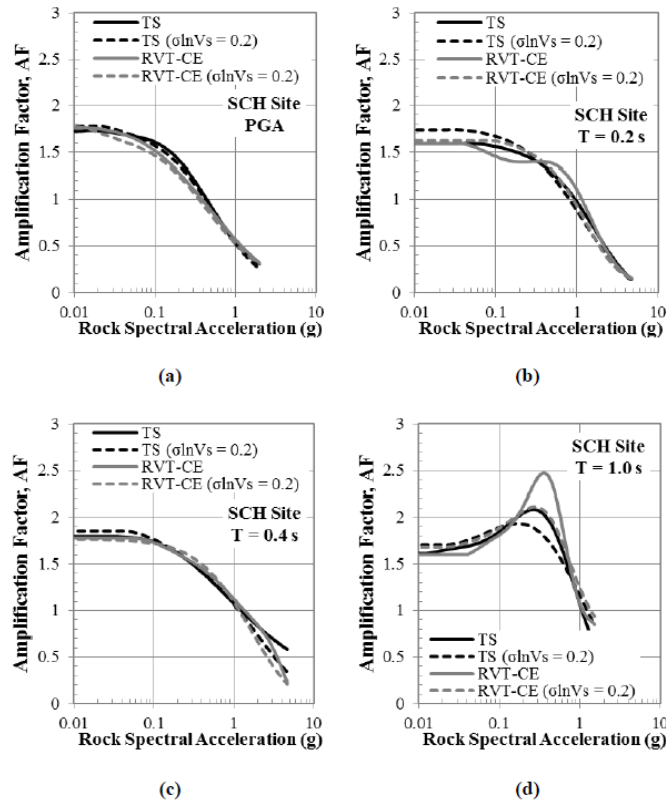 3
2.5
2
1.5
1
0.5
0
Amplification Factor, AF
TS
TS (σlnVs = 0.2)
RVT-CE
RVT-CE (σlnVs = 0.2)
SCH Site
PGA
0.01 0.1 1 10
Rock Spectral Acceleration (g)
(a)
3
2.5
2
1.5
1
0.5
0
Amplification Factor, AF
TS
TS (σlnVs = 0.2)
RVT-CE
RVT-CE (σlnVs = 0.2)
SCH Site
T = 0.2 s
0.01 0.1 1 10
Rock Spectral Acceleration (g)
(b)
3
2.5
2
1.5
1
0.5
0
Amplification Factor, AF
TS
TS (σlnVs = 0.2)
RVT-CE
RVT-CE (σlnVs = 0.2)
SCH Site
T = 0.4 s
0.01 0.1 1 10
Rock Spectral Acceleration (g)
(c)
3
2.5
2
1.5
1
0.5
0
Amplification Factor, AF
SCH Site
T = 1.0 s
TS
TS (σlnVs = 0.2)
RVT-CE
RVT-CE (σlnVs = 0.2)
0.01 0.1 1 10
Rock Spectral Acceleration (g)
(d)